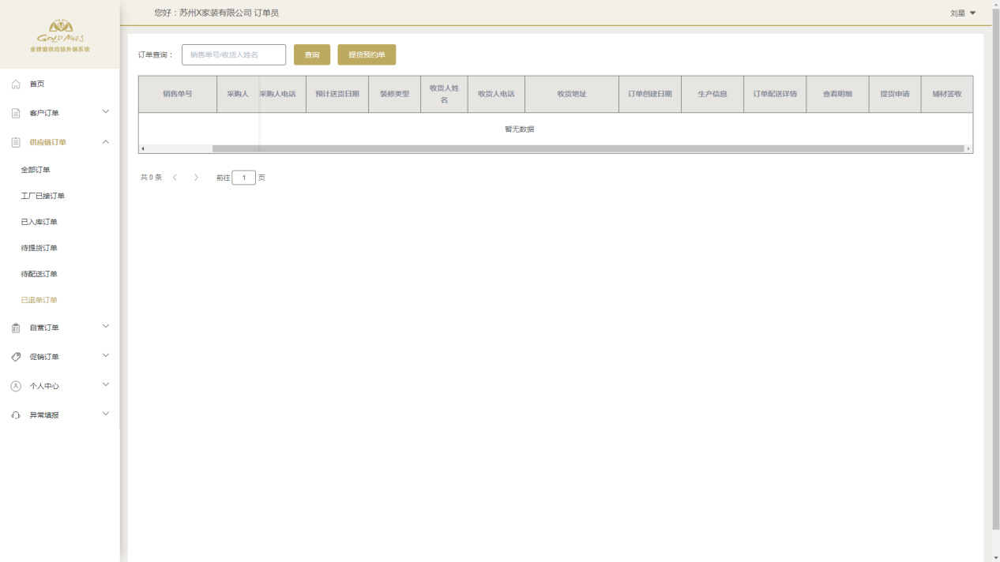 您好：苏州X家装有限公司 订单员
刘星
GOLD MANTIS
金螳螂供应链外销系统
首页
客户订单
供应链订单
全部订单
工厂已接订单
已入库订单
待提货订单
待配送订单
已退单订单
自营订单
促销订单
个人中心
异常填报
订单查询： 销售单号/收货人姓名 查询 提货预约单
销售单号 采购人 采购人电话 预计送货日期 装修类型 收货人姓名 收货人电话 收货地址 订单创建日期 生产信息 订单配送详情 查看明细 提货申请 辅材签收
暂无数据
共 0 条 前往 1 页